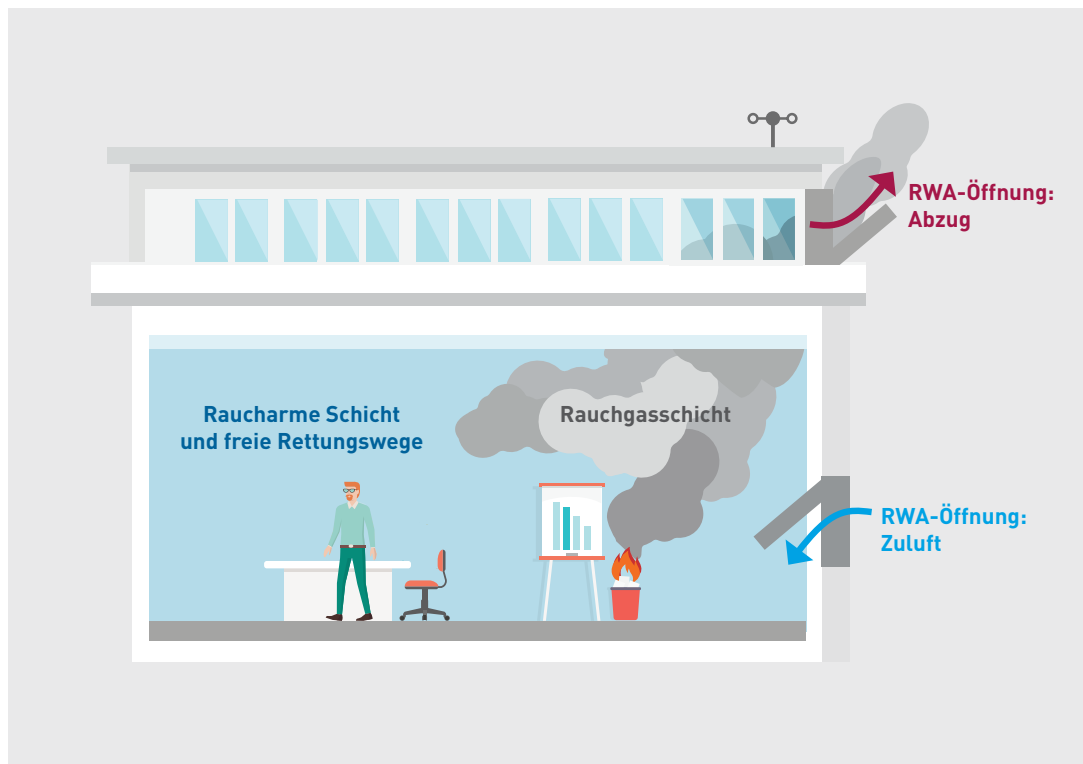 RWA-Öffnung:
Abzug
Raucharme Schicht
und freie Rettungswege
Rauchgasschicht
RWA-Öffnung:
Zuluft